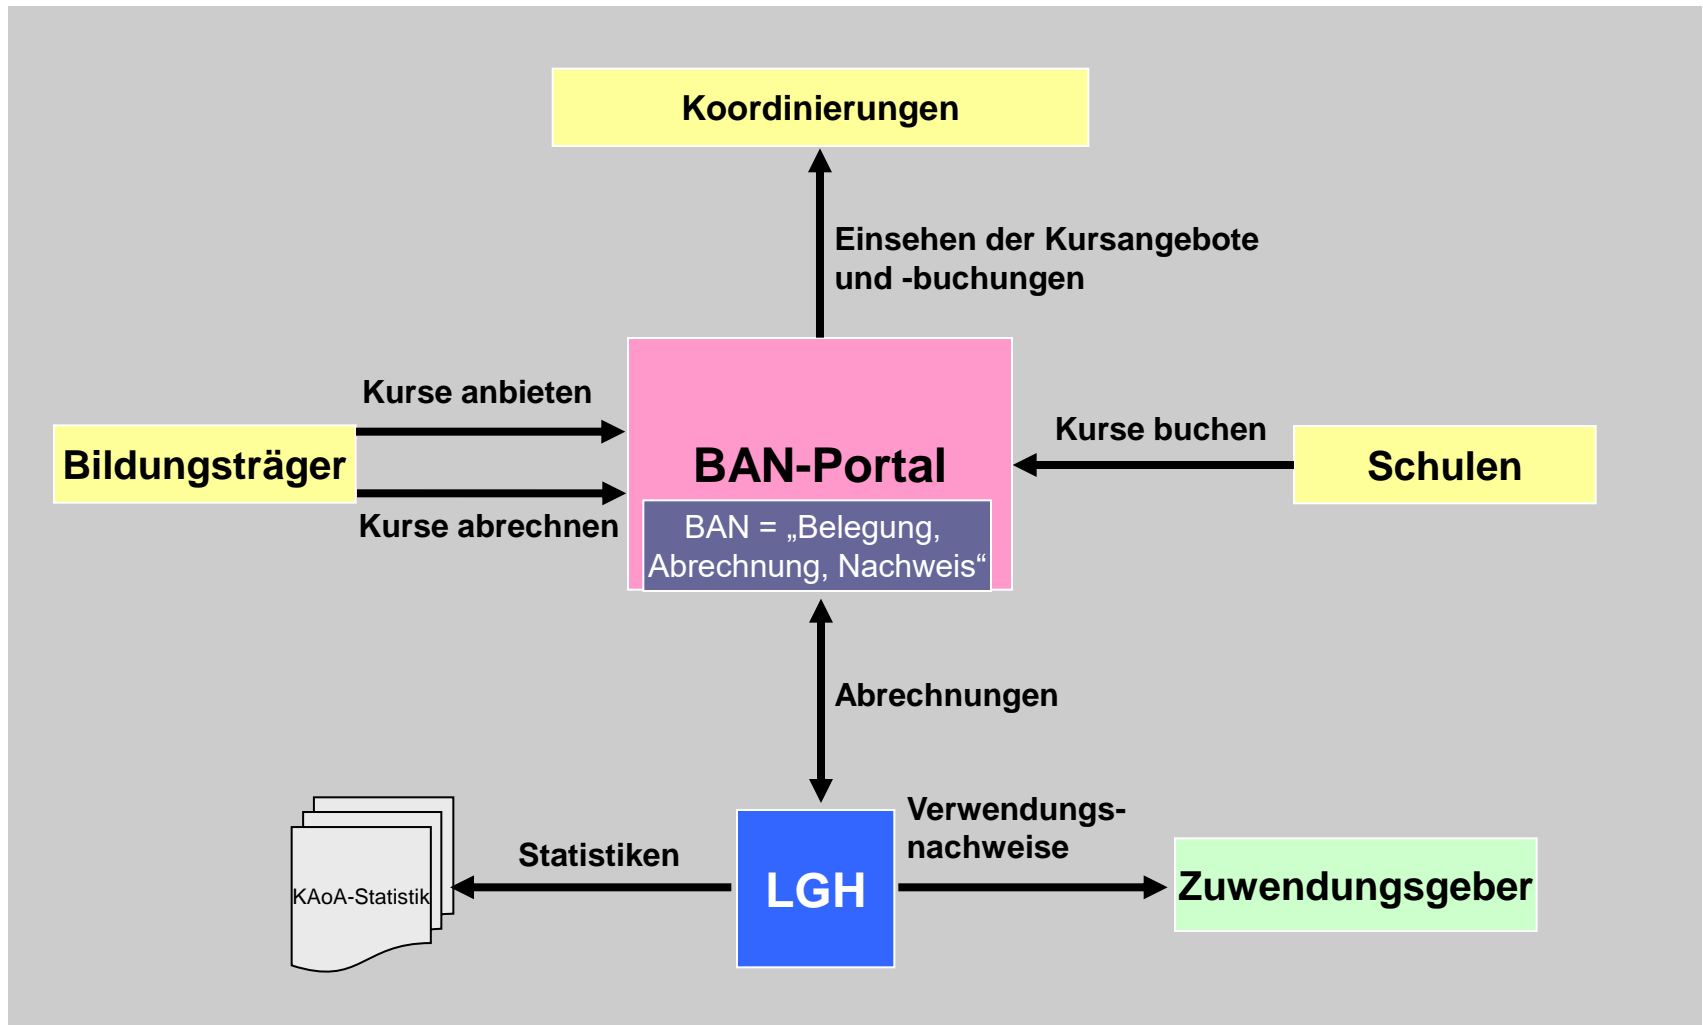 Koordinierungen
Einsehen der Kursangebote
und -buchungen
Kurse anbieten
Bildungsträger
Kurse abrechnen
BAN-Portal
BAN = „Belegung,
Abrechnung, Nachweis“
Kurse buchen
Schulen
Abrechnungen
KAoA-Statistik
Statistiken
LGH
Verwendungs-
nachweise
Zuwendungsgeber